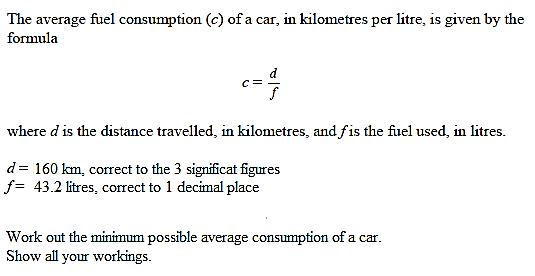 The average fuel consumption (c) of a car, in kilometres per litre, is given by the
formula
c = d/f
where d is the distance travelled, in kilometres, and f is the fuel used, in litres.
d = 160 km, correct to the 3 significat figures
f = 43.2 litres, correct to 1 decimal place
Work out the minimum possible average consumption of a car.
Show all your workings.